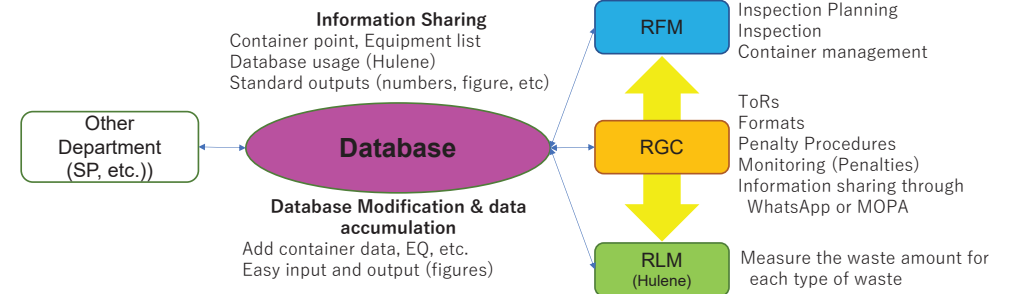 Information Sharing
Container point, Equipment list
Database usage (Hulene)
Standard outputs (numbers, figure, etc)
Other
Department
(SP, etc.))
Database
Database Modification & data
accumulation
Add container data, EQ, etc.
Easy input and output (figures)
RFM
Inspection Planning
Inspection
Container management
RGC
ToRs
Formats
Penalty Procedures
Monitoring (Penalties)
Information sharing through
WhatsApp or MOPA
RLM
(Hulene)
Measure the waste amount for
each type of waste